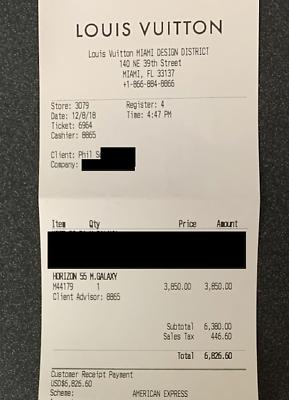 LOUIS VUITTON
Louis Vuitton MIAMI DESIGN DISTRICT
140 NE 39th Street
MIAMI, FL 33137
+1-866-884-8866
Store: 3079 Register: 4
Date: 12/8/18 Time: 4:47 PM
Ticket: 6964
Cashier: 8865
Client: Phil
Company:
Item Qty Price Amount
HORIZON 55 M.GALAXY
M44179 1 3,850.00 3,850.00
Client Advisor: 8865
Subtotal 6,380.00
Sales Tax 446.60
Total 6,826.60
Customer Receipt Payment
USD$6,826.60
Scheme: AMERICAN EXPRESS